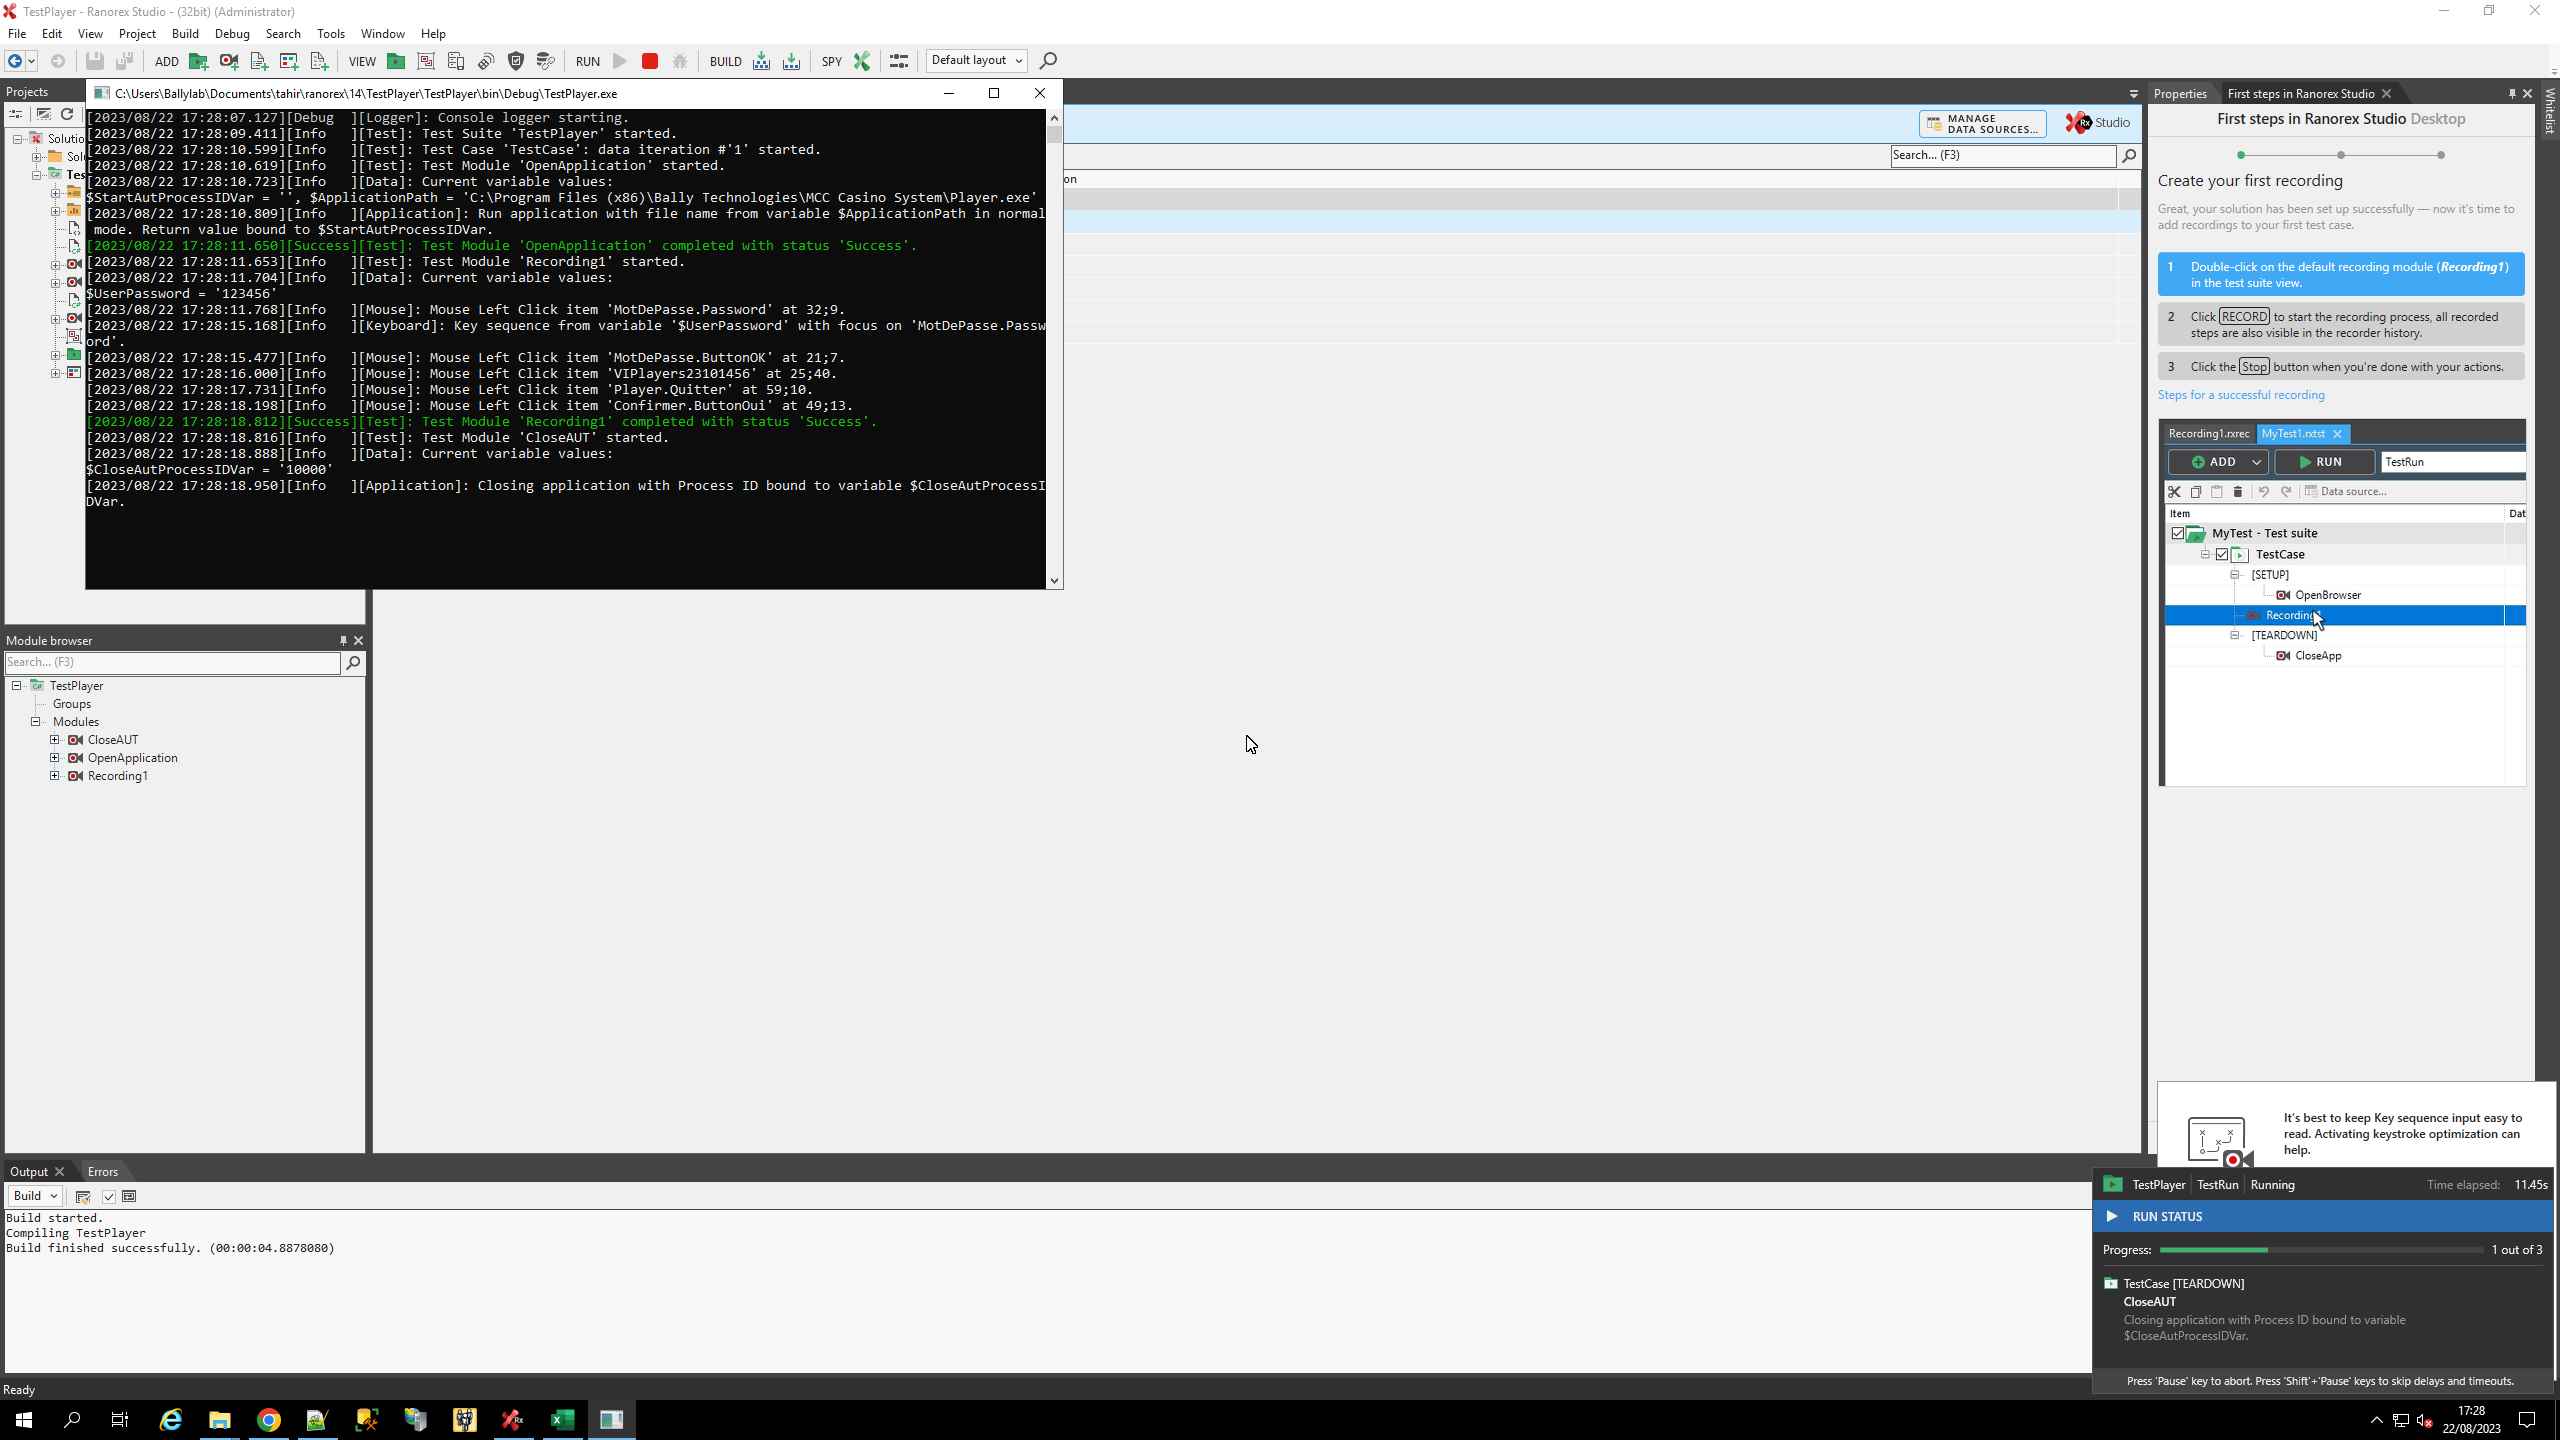 TestPlayer - Ranorex Studio - (32bit) (Administrator)
File Edit View Project Build Debug Search Tools Window Help
ADD VIEW RUN BUILD SPY Default layout
Projects
Solutio
Sol
Tes
C:\Users\Ballylab\Documents\tahir\ranorex\14\TestPlayer\TestPlayer\bin\Debug\TestPlayer.exe
[2023/08/22 17:28:07.127][Debug  ][Logger]: Console logger starting.
[2023/08/22 17:28:09.411][Info   ][Test]: Test Suite 'TestPlayer' started.
[2023/08/22 17:28:10.599][Info   ][Test]: Test Case 'TestCase': data iteration #'1' started.
[2023/08/22 17:28:10.619][Info   ][Test]: Test Module 'OpenApplication' started.
[2023/08/22 17:28:10.723][Info   ][Data]: Current variable values:
$StartAutProcessIDVar = '', $ApplicationPath = 'C:\Program Files (x86)\Bally Technologies\MCC Casino System\Player.exe'
[2023/08/22 17:28:10.809][Info   ][Application]: Run application with file name from variable $ApplicationPath in normal
mode. Return value bound to $StartAutProcessIDVar.
[2023/08/22 17:28:11.650][Success][Test]: Test Module 'OpenApplication' completed with status 'Success'.
[2023/08/22 17:28:11.653][Info   ][Test]: Test Module 'Recording1' started.
[2023/08/22 17:28:11.704][Info   ][Data]: Current variable values:
$UserPassword = '123456'
[2023/08/22 17:28:11.768][Info   ][Mouse]: Mouse Left Click item 'MotDePasse.Password' at 32;9.
[2023/08/22 17:28:15.168][Info   ][Keyboard]: Key sequence from variable '$UserPassword' with focus on 'MotDePasse.Passw
ord'.
[2023/08/22 17:28:15.477][Info   ][Mouse]: Mouse Left Click item 'MotDePasse.ButtonOK' at 21;7.
[2023/08/22 17:28:16.000][Info   ][Mouse]: Mouse Left Click item 'VIPlayers23101456' at 25;40.
[2023/08/22 17:28:17.731][Info   ][Mouse]: Mouse Left Click item 'Player.Quitter' at 59;10.
[2023/08/22 17:28:18.198][Info   ][Mouse]: Mouse Left Click item 'Confirmer.ButtonOui' at 49;13.
[2023/08/22 17:28:18.812][Success][Test]: Test Module 'Recording1' completed with status 'Success'.
[2023/08/22 17:28:18.816][Info   ][Test]: Test Module 'CloseAUT' started.
[2023/08/22 17:28:18.888][Info   ][Data]: Current variable values:
$CloseAutProcessIDVar = '10000'
[2023/08/22 17:28:18.950][Info   ][Application]: Closing application with Process ID bound to variable $CloseAutProcessI
DVar.
MANAGE
DATA SOURCES...
Rx Studio
Search... (F3)
on
Properties First steps in Ranorex Studio
Whitelist
First steps in Ranorex Studio Desktop
Create your first recording
Great, your solution has been set up successfully — now it's time to
add recordings to your first test case.
1 Double-click on the default recording module (Recording1)
in the test suite view.
2 Click RECORD to start the recording process, all recorded
steps are also visible in the recorder history.
3 Click the Stop button when you're done with your actions.
Steps for a successful recording
Recording1.rxrec MyTest1.rxtst
ADD RUN TestRun
Data source...
Item Dat
MyTest - Test suite
TestCase
[SETUP]
OpenBrowser
Recording
[TEARDOWN]
CloseApp
Module browser
Search... (F3)
TestPlayer
Groups
Modules
CloseAUT
OpenApplication
Recording1
It's best to keep Key sequence input easy to
read. Activating keystroke optimization can
help.
Output Errors
Build
Build started.
Compiling TestPlayer
Build finished successfully. (00:00:04.8878080)
TestPlayer TestRun Running Time elapsed: 11.45s
RUN STATUS
Progress: 1 out of 3
TestCase [TEARDOWN]
CloseAUT
Closing application with Process ID bound to variable
$CloseAutProcessIDVar.
Press 'Pause' key to abort. Press 'Shift'+'Pause' keys to skip delays and timeouts.
Ready
17:28
22/08/2023